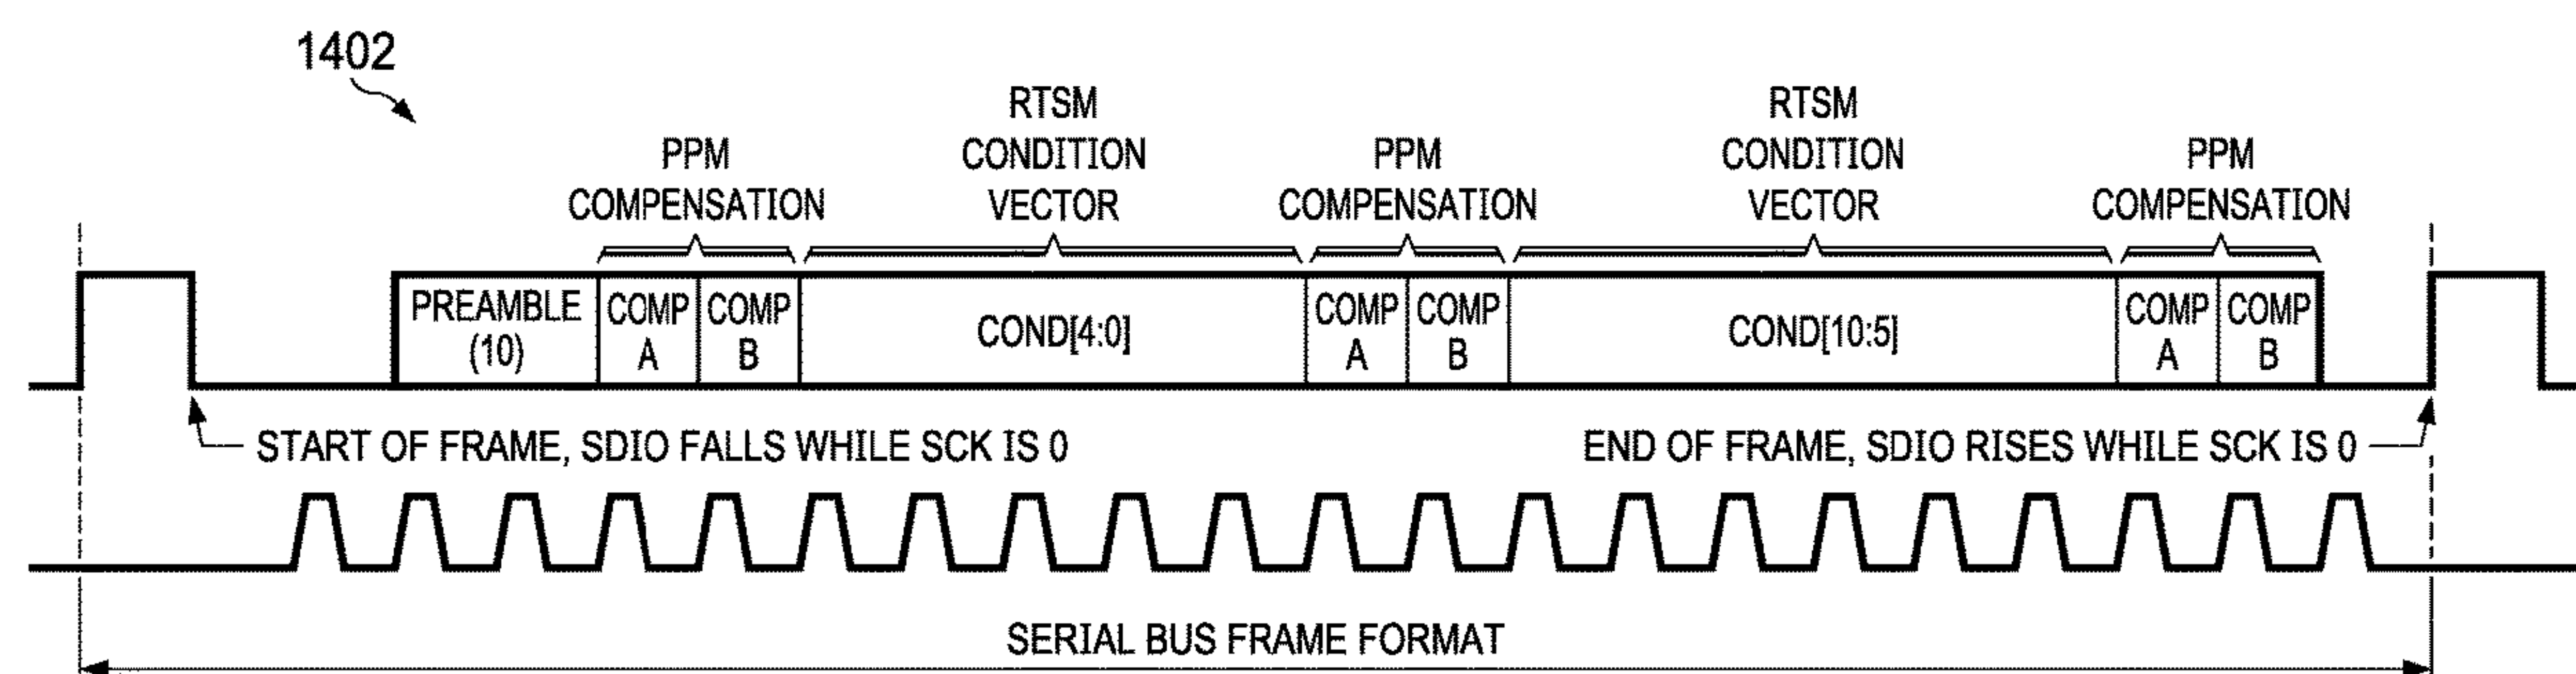 1402
PPM
COMPENSATION
RTSM
CONDITION
VECTOR
PPM
COMPENSATION
RTSM
CONDITION
VECTOR
PPM
COMPENSATION
PREAMBLE
(10)
COMP
A
COMP
B
COND[4:0]
COMP
A
COMP
B
COND[10:5]
COMP
A
COMP
B
START OF FRAME, SDIO FALLS WHILE SCK IS 0
END OF FRAME, SDIO RISES WHILE SCK IS 0
SERIAL BUS FRAME FORMAT